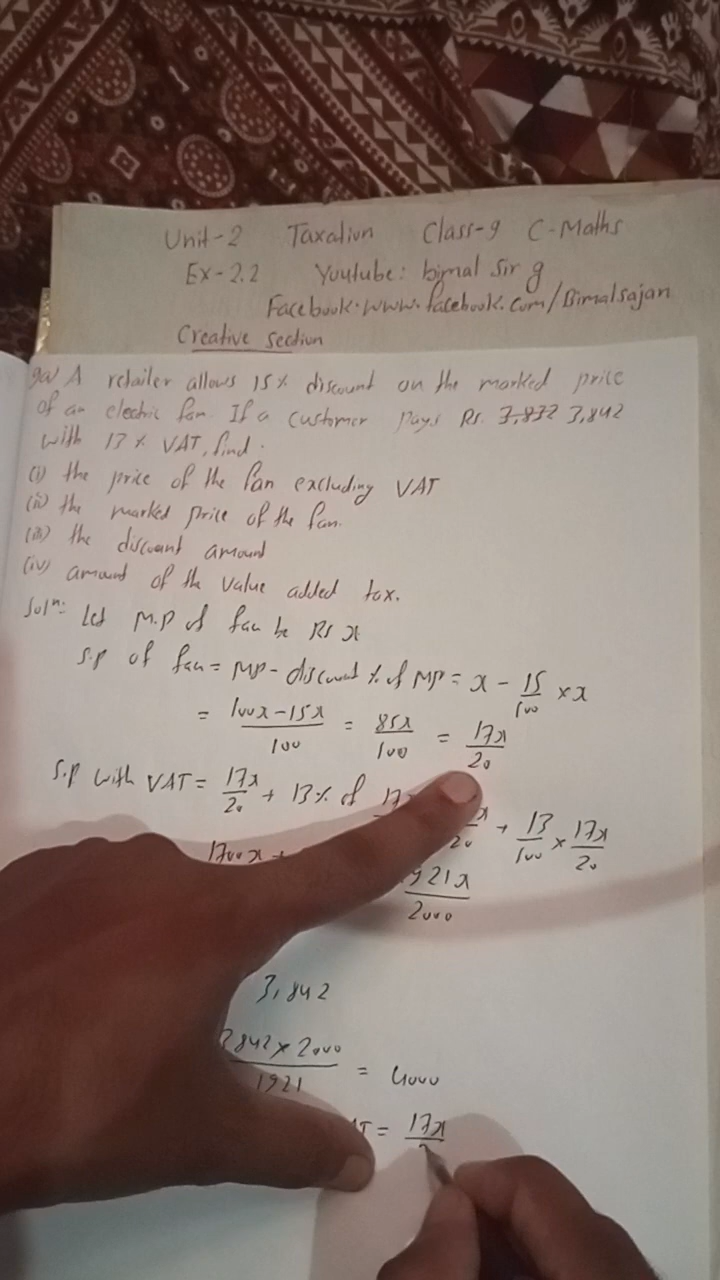 Unit-2 Taxation Class-9 C-Maths
Ex-2.2 Youtube: bimal sir g
Facebook:www.facebook.com/Bimalsajan
Creative section
9a) A retailer allows 15% discount on the marked price
of an electric fan. If a customer pays Rs. 3,832 3,842
with 13% VAT, find.
(i) the price of the fan excluding VAT
(ii) the marked price of the fan.
(iii) the discount amount
(iv) amount of the value added tax.
Solⁿ: Let M.P of fan be Rs x
S.P of fan = MP - discount % of MP = x - 15/100 × x
= 100x-15x/100 = 85x/100 = 17x/20
S.P with VAT = 17x/20 + 13% of 17x/20 + 13/100 × 17x/20
1700x +
1921x/2000
3,842
3842×2000/1921 = 4000
= 17x